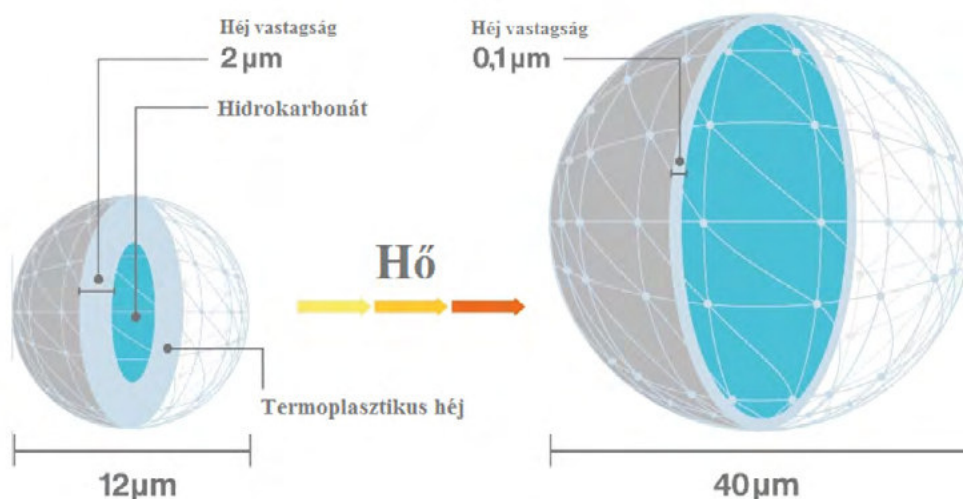 Héj vastagság
2 µm
Hidrokarbonát
Héj vastagság
0,1 µm
Hő
Termoplasztikus héj
12µm
40µm